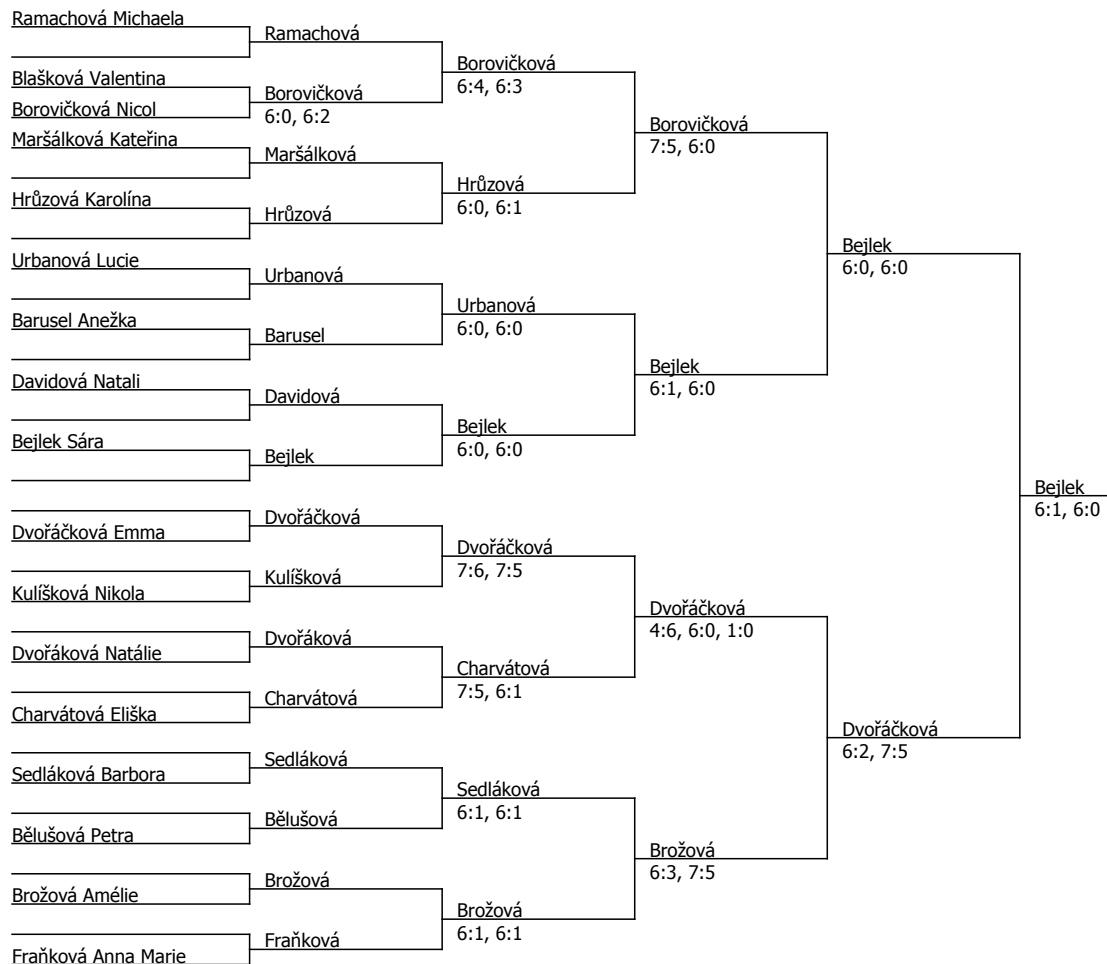 Ramachová Michaela
Ramachová
Borovičková
6:4, 6:3
Blašková Valentina
Borovičková
6:0, 6:2
Borovičková Nicol
Borovičková
7:5, 6:0
Maršálková Kateřina
Maršálková
Hrůzová
6:0, 6:1
Hrůzová Karolína
Hrůzová
Bejlek
6:0, 6:0
Urbanová Lucie
Urbanová
Urbanová
6:0, 6:0
Barusel Anežka
Barusel
Bejlek
6:1, 6:0
Davidová Natali
Davidová
Bejlek
6:0, 6:0
Bejlek Sára
Bejlek
Bejlek
6:1, 6:0
Dvořáčková Emma
Dvořáčková
Dvořáčková
7:6, 7:5
Kulíšková Nikola
Kulíšková
Dvořáčková
4:6, 6:0, 1:0
Dvořáková Natálie
Dvořáková
Charvátová
7:5, 6:1
Charvátová Eliška
Charvátová
Dvořáčková
6:2, 7:5
Sedláková Barbora
Sedláková
Sedláková
6:1, 6:1
Bělušová Petra
Bělušová
Brožová
6:3, 7:5
Brožová Amélie
Brožová
Brožová
6:1, 6:1
Fraňková Anna Marie
Fraňková